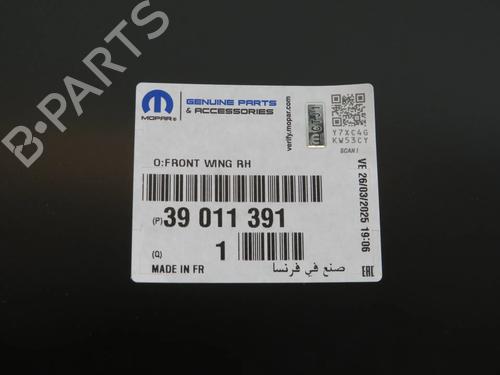 B-PARTS
MOPAR®
GENUINE PARTS
& ACCESSORIES
verify.mopar.com
Y7XC4G
KW53CY
SCAN !
O:FRONT WING RH
(P) 39 011 391
(Q) 1
MADE IN FR
صنع في فرنسا
VE 26/03/2025 19:06
EAC